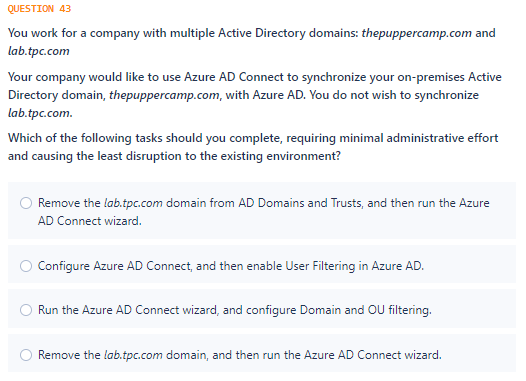 QUESTION 43
You work for a company with multiple Active Directory domains: thepuppercamp.com and
lab.tpc.com
Your company would like to use Azure AD Connect to synchronize your on-premises Active
Directory domain, thepuppercamp.com, with Azure AD. You do not wish to synchronize
lab.tpc.com.
Which of the following tasks should you complete, requiring minimal administrative effort
and causing the least disruption to the existing environment?
Remove the lab.tpc.com domain from AD Domains and Trusts, and then run the Azure
AD Connect wizard.
Configure Azure AD Connect, and then enable User Filtering in Azure AD.
Run the Azure AD Connect wizard, and configure Domain and OU filtering.
Remove the lab.tpc.com domain, and then run the Azure AD Connect wizard.